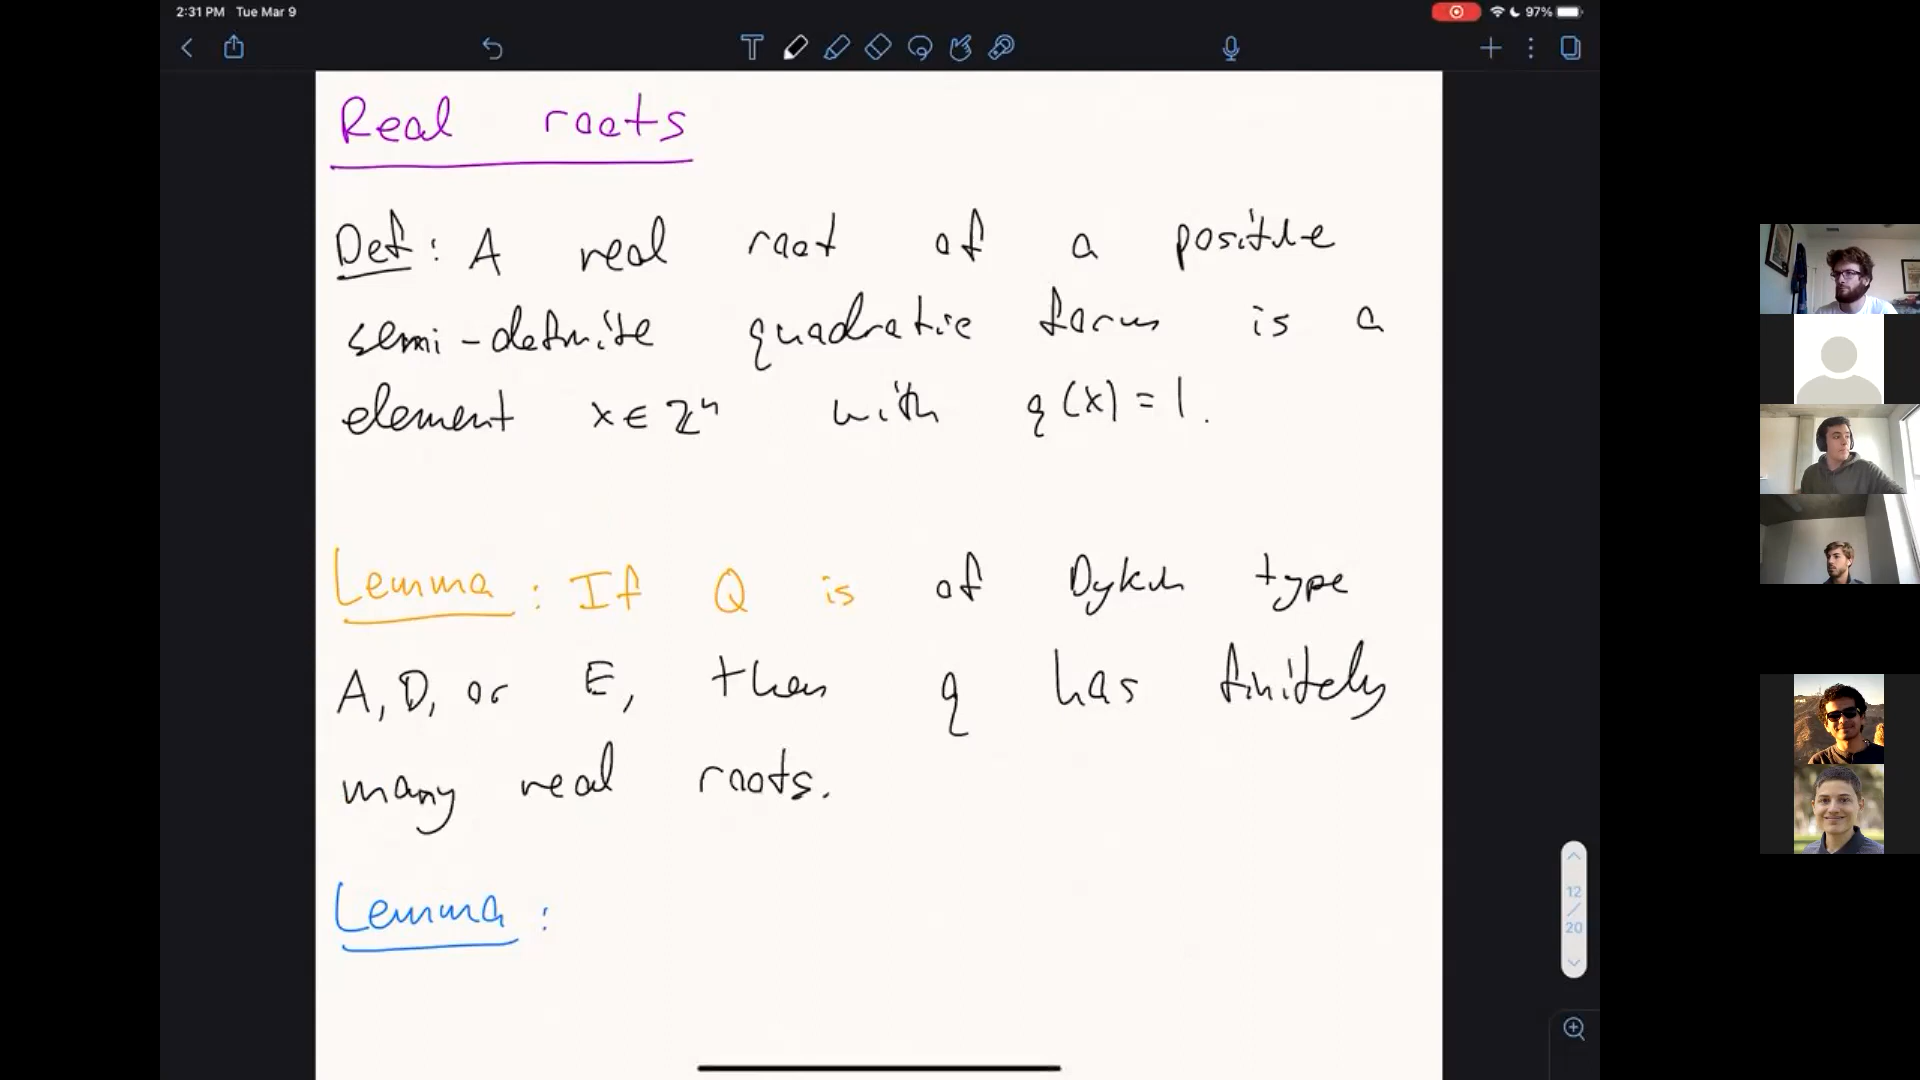 2:31 PM Tue Mar 9
97%
Real roots
Def: A real root of a positive
semi-definite quadratic form is a
element x ∈ ℤⁿ with q(x) = 1.
Lemma: If Q is of Dykin type
A, D, or E, then q has finitely
many real roots.
Lemma:
12
/
20